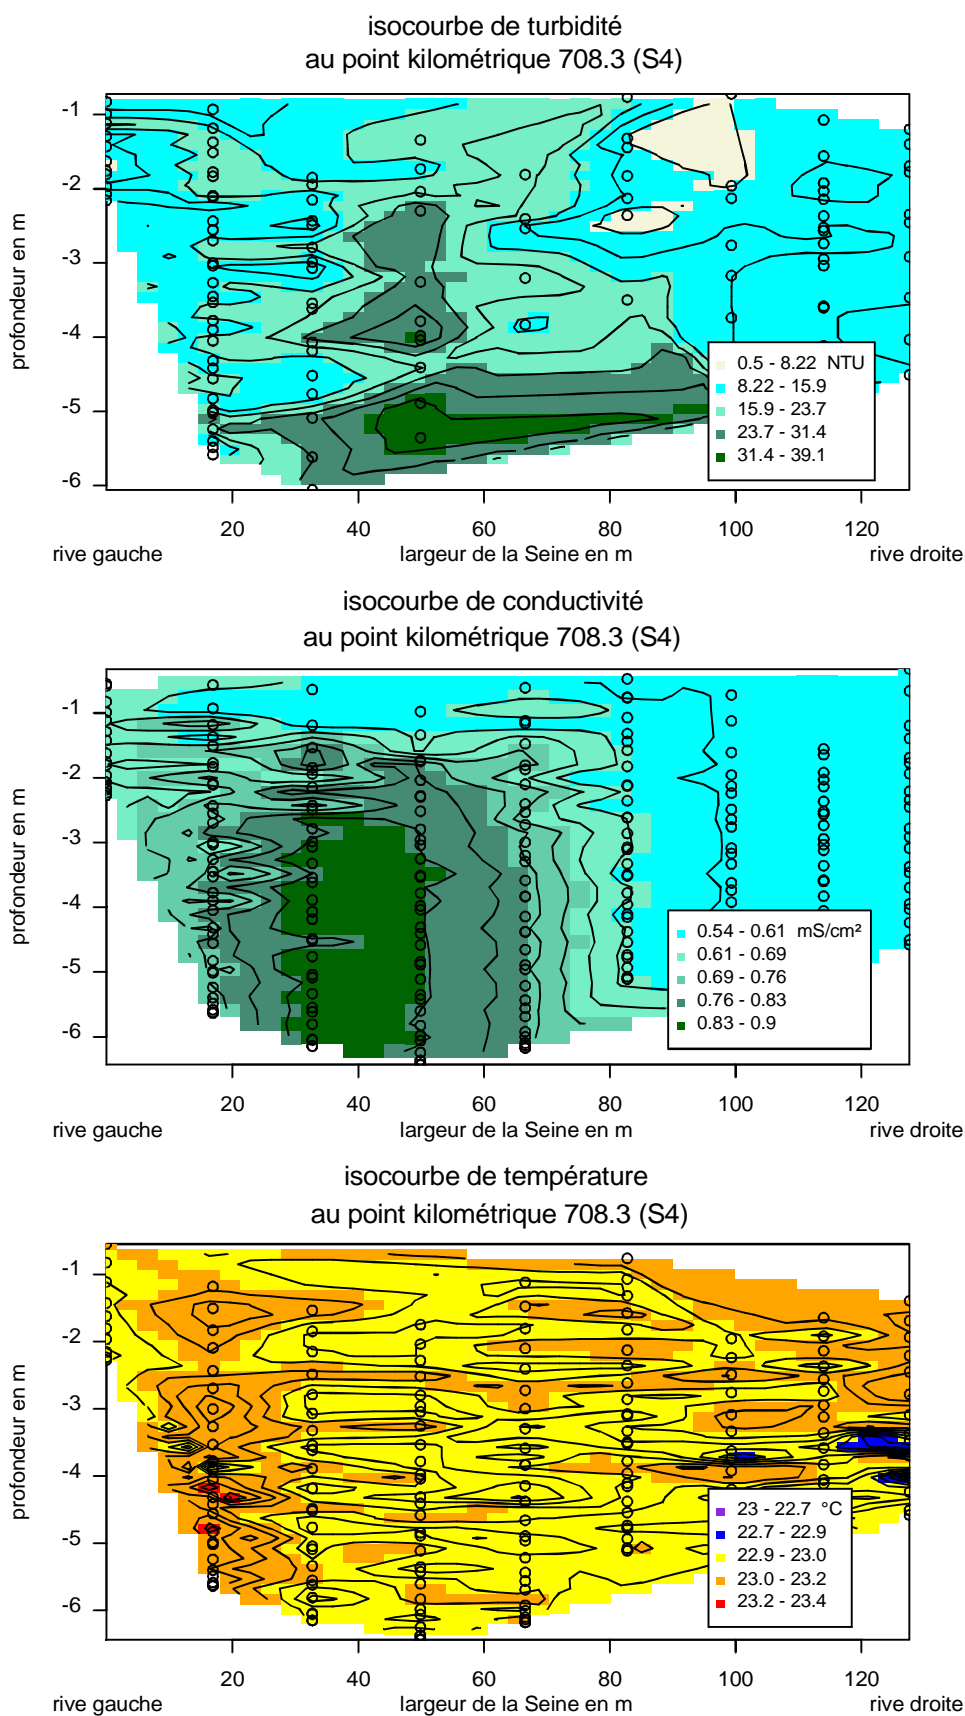 isocourbe de turbidité
au point kilométrique 708.3 (S4)
profondeur en m
-1
-2
-3
-4
-5
-6
0.5 - 8.22 NTU
8.22 - 15.9
15.9 - 23.7
23.7 - 31.4
31.4 - 39.1
20 40 60 80 100 120
rive gauche largeur de la Seine en m rive droite
isocourbe de conductivité
au point kilométrique 708.3 (S4)
profondeur en m
-1
-2
-3
-4
-5
-6
0.54 - 0.61 mS/cm²
0.61 - 0.69
0.69 - 0.76
0.76 - 0.83
0.83 - 0.9
20 40 60 80 100 120
rive gauche largeur de la Seine en m rive droite
isocourbe de température
au point kilométrique 708.3 (S4)
profondeur en m
-1
-2
-3
-4
-5
-6
23 - 22.7 °C
22.7 - 22.9
22.9 - 23.0
23.0 - 23.2
23.2 - 23.4
20 40 60 80 100 120
rive gauche largeur de la Seine en m rive droite